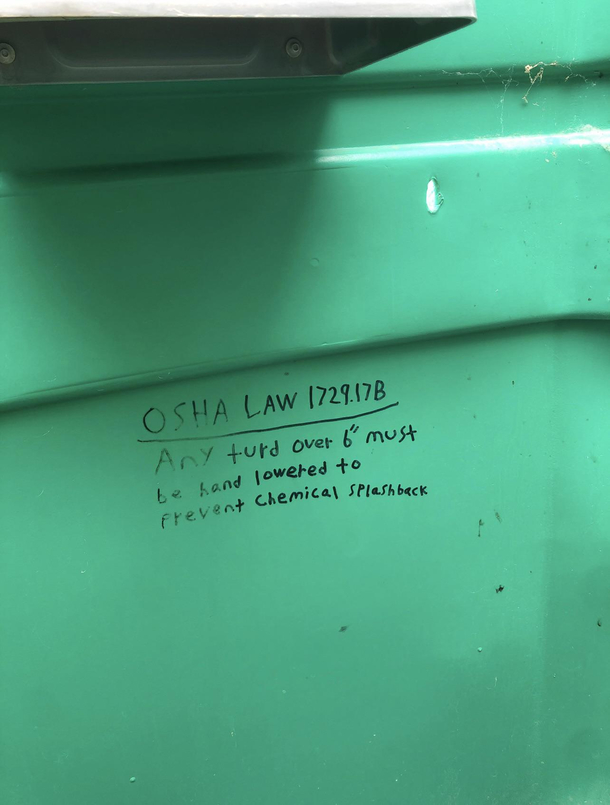 OSHA LAW 1729.17B
Any turd over 6" must
be hand lowered to
Prevent Chemical SPlashback